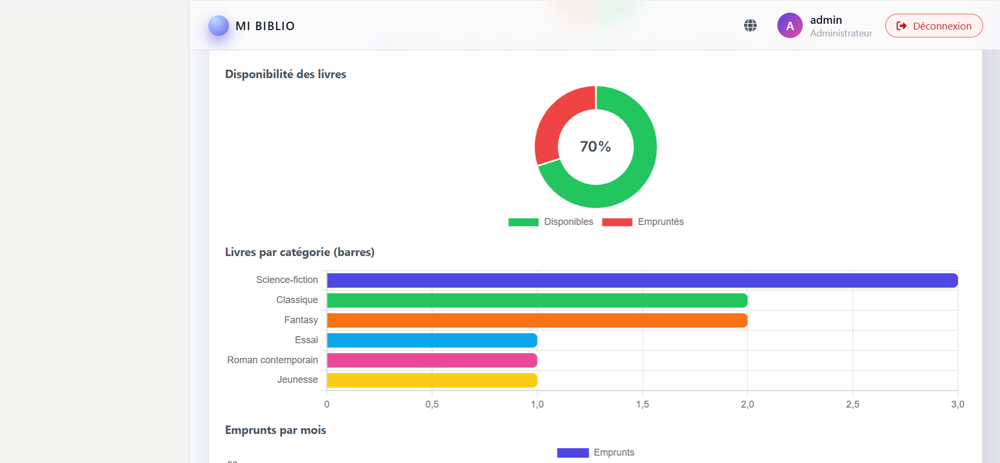 MI BIBLIO
A
admin
Administrateur
Déconnexion
Disponibilité des livres
70%
Disponibles
Empruntés
Livres par catégorie (barres)
Science-fiction
Classique
Fantasy
Essai
Roman contemporain
Jeunesse
0 0,5 1,0 1,5 2,0 2,5 3,0
Emprunts par mois
Emprunts